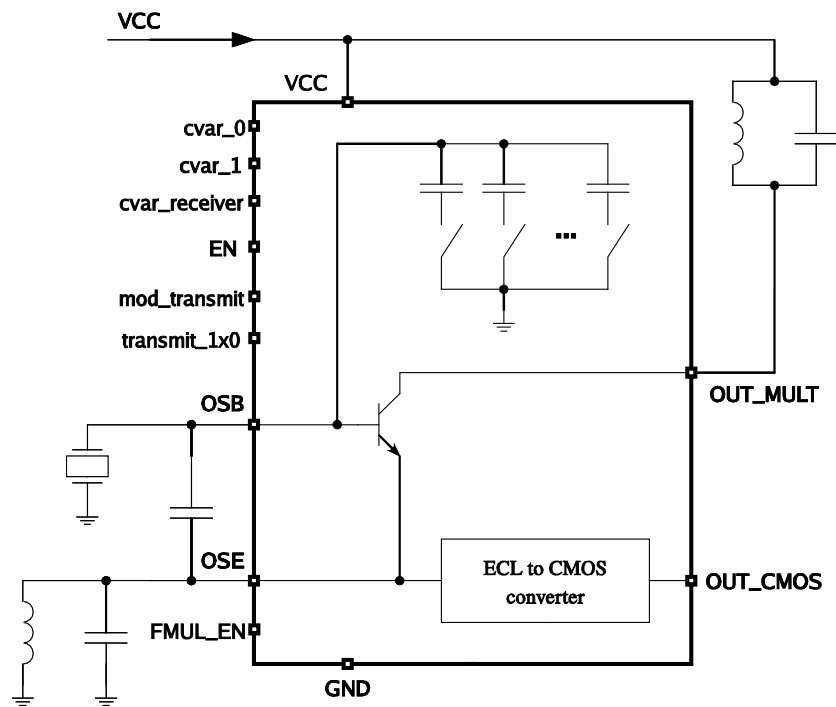 VCC
VCC
cvar_0
cvar_1
cvar_receiver
EN
mod_transmit
transmit_1x0
OUT_MULT
OSB
OSE
ECL to CMOS
converter
OUT_CMOS
FMUL_EN
GND